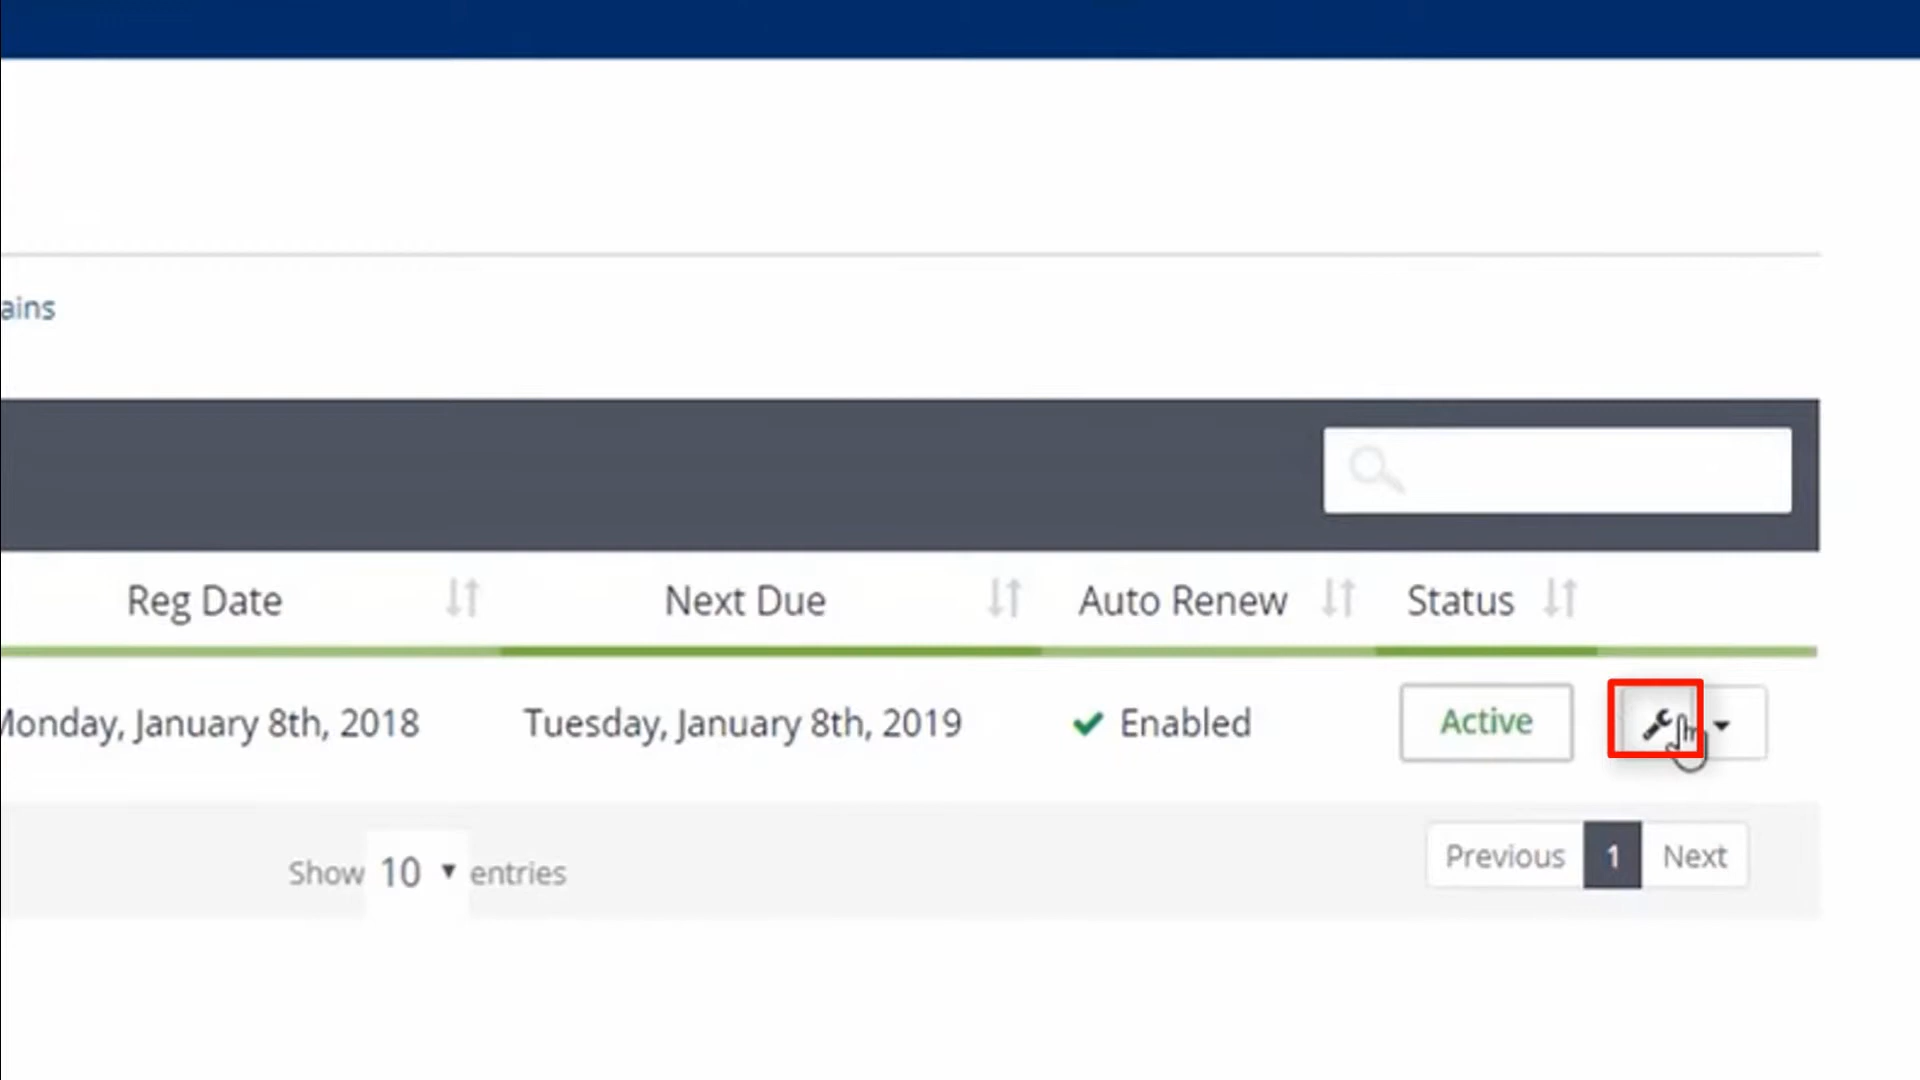 ains
Reg Date Next Due Auto Renew Status
Monday, January 8th, 2018 Tuesday, January 8th, 2019 Enabled Active
Show 10 entries Previous 1 Next